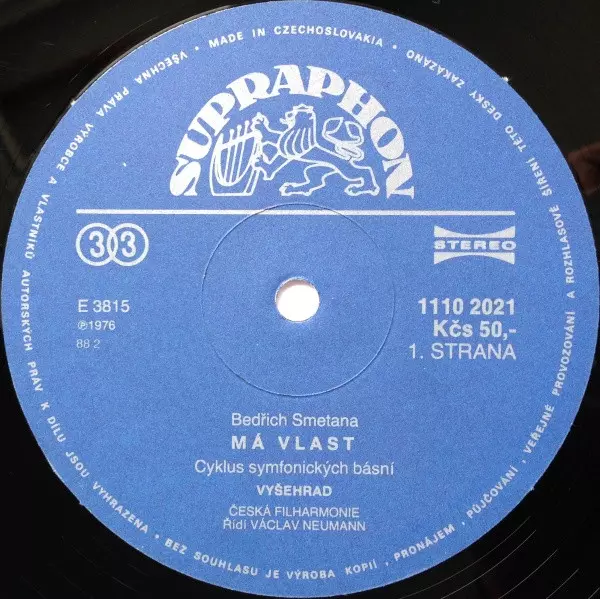 • MADE IN CZECHOSLOVAKIA •
VŠECHNA PRÁVA VÝROBCE A VLASTNÍKŮ AUTORSKÝCH PRÁV K DÍLU JSOU VYHRAZENA • BEZ SOUHLASU JE VÝROBA KOPIÍ, PRONÁJEM, PŮJČOVÁNÍ, VEŘEJNÉ PROVOZOVÁNÍ A ROZHLASOVÉ ŠÍŘENÍ TÉTO DESKY ZAKÁZÁNO
SUPRAPHON
33
STEREO
E 3815
℗1976
88 2
1110 2021
Kčs 50,-
1. STRANA
Bedřich Smetana
MÁ VLAST
Cyklus symfonických básní
VYŠEHRAD
ČESKÁ FILHARMONIE
Řídí VÁCLAV NEUMANN